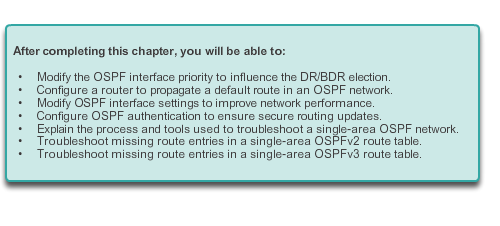 After completing this chapter, you will be able to:
• Modify the OSPF interface priority to influence the DR/BDR election.
• Configure a router to propagate a default route in an OSPF network.
• Modify OSPF interface settings to improve network performance.
• Configure OSPF authentication to ensure secure routing updates.
• Explain the process and tools used to troubleshoot a single-area OSPF network.
• Troubleshoot missing route entries in a single-area OSPFv2 route table.
• Troubleshoot missing route entries in a single-area OSPFv3 route table.